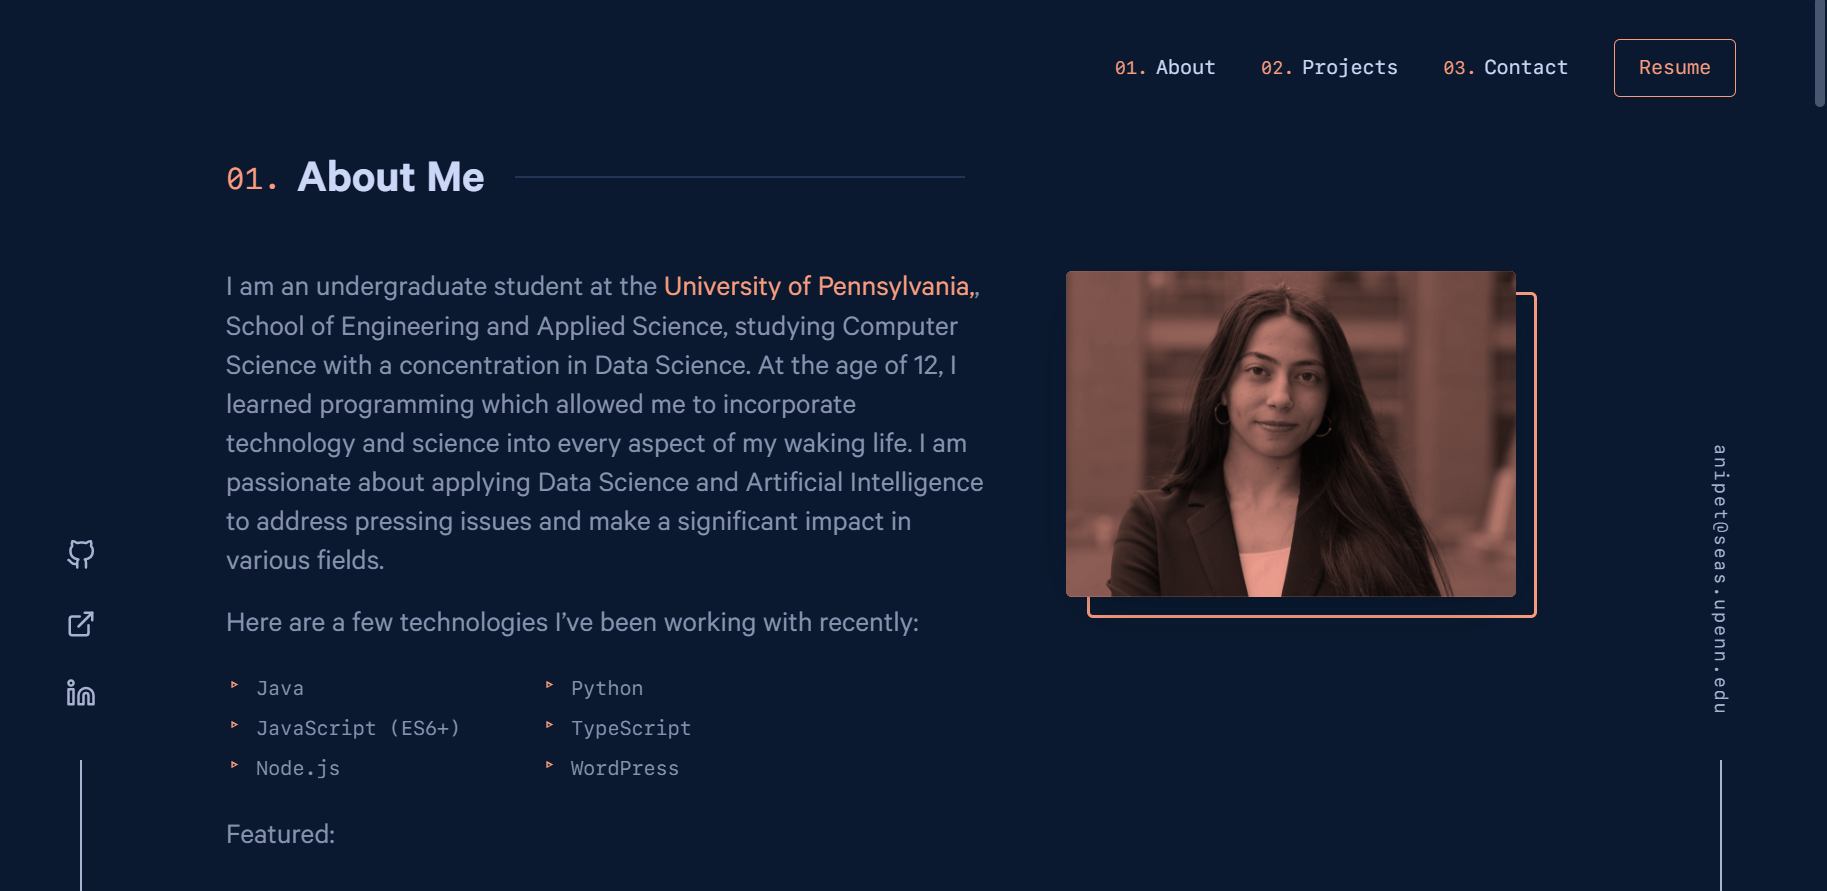 01. About
02. Projects
03. Contact
Resume
01. About Me
I am an undergraduate student at the University of Pennsylvania,,
School of Engineering and Applied Science, studying Computer
Science with a concentration in Data Science. At the age of 12, I
learned programming which allowed me to incorporate
technology and science into every aspect of my waking life. I am
passionate about applying Data Science and Artificial Intelligence
to address pressing issues and make a significant impact in
various fields.
Here are a few technologies I’ve been working with recently:
▹ Java
▹ Python
▹ JavaScript (ES6+)
▹ TypeScript
▹ Node.js
▹ WordPress
Featured:
in
anipet@seas.upenn.edu